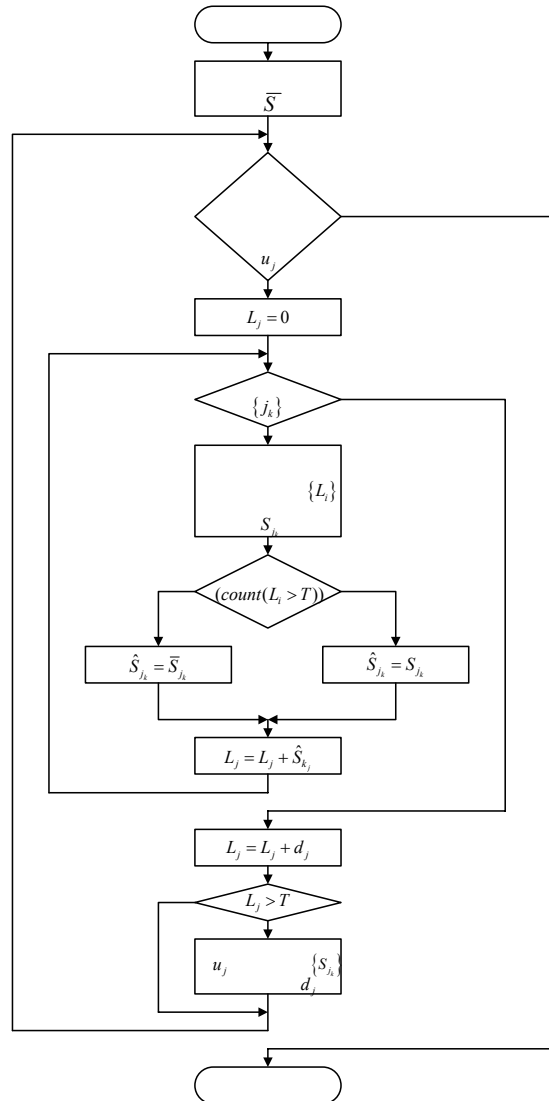 S̅
u_j
L_j = 0
{j_k}
{L_i}
S_{j_k}
(count(L_i > T))
Ŝ_{j_k} = S̅_{j_k}
Ŝ_{j_k} = S_{j_k}
L_j = L_j + Ŝ_{k_j}
L_j = L_j + d_j
L_j > T
u_j {S_{j_k}}
d_j